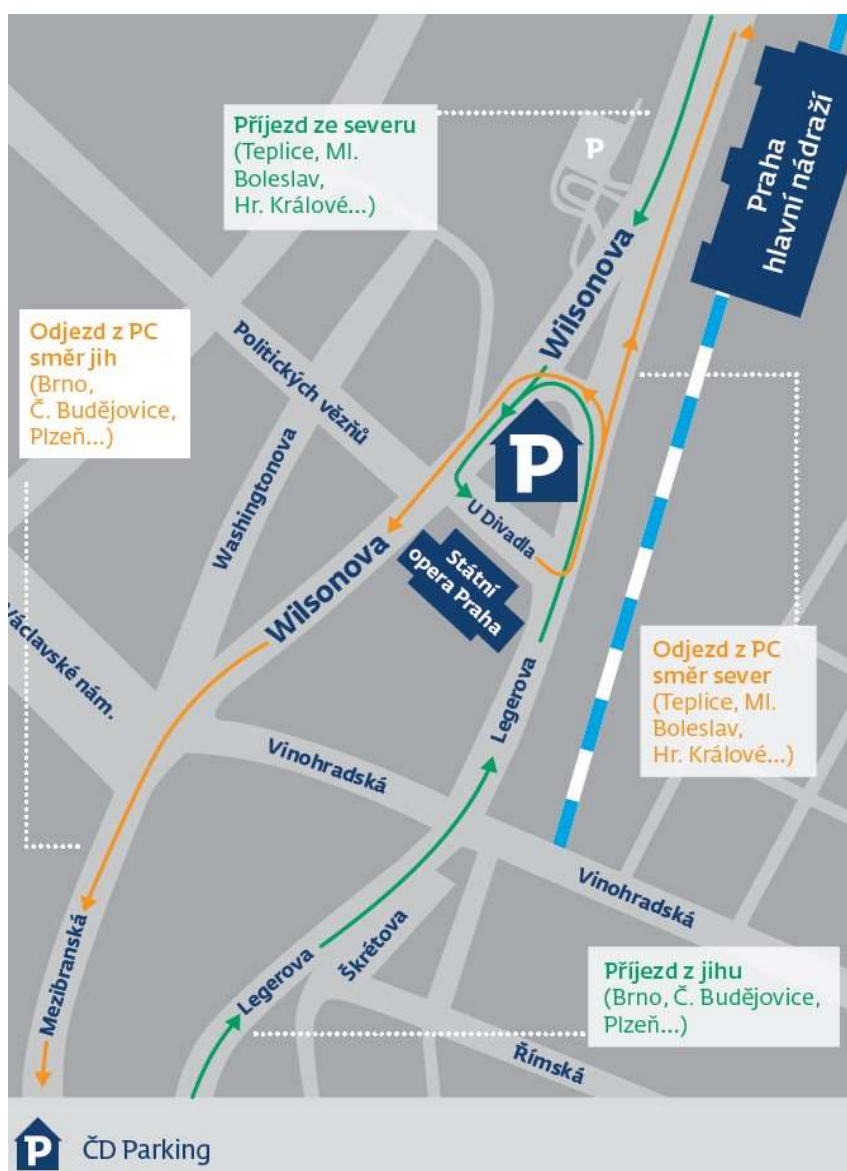 Příjezd ze severu
(Teplice, Ml.
Boleslav,
Hr. Králové...)
P
Praha
hlavní nádraží
Wilsonova
Odjezd z PC
směr jih
(Brno,
Č. Budějovice,
Plzeň...)
Politických vězňů
Washingtonova
P
U Divadla
Státní
opera Praha
Wilsonova
Václavské nám.
Legerova
Odjezd z PC
směr sever
(Teplice, Ml.
Boleslav,
Hr. Králové...)
Vinohradská
Vinohradská
Mezibranská
Legerova
Škrétova
Příjezd z jihu
(Brno, Č. Budějovice,
Plzeň...)
Římská
P ČD Parking